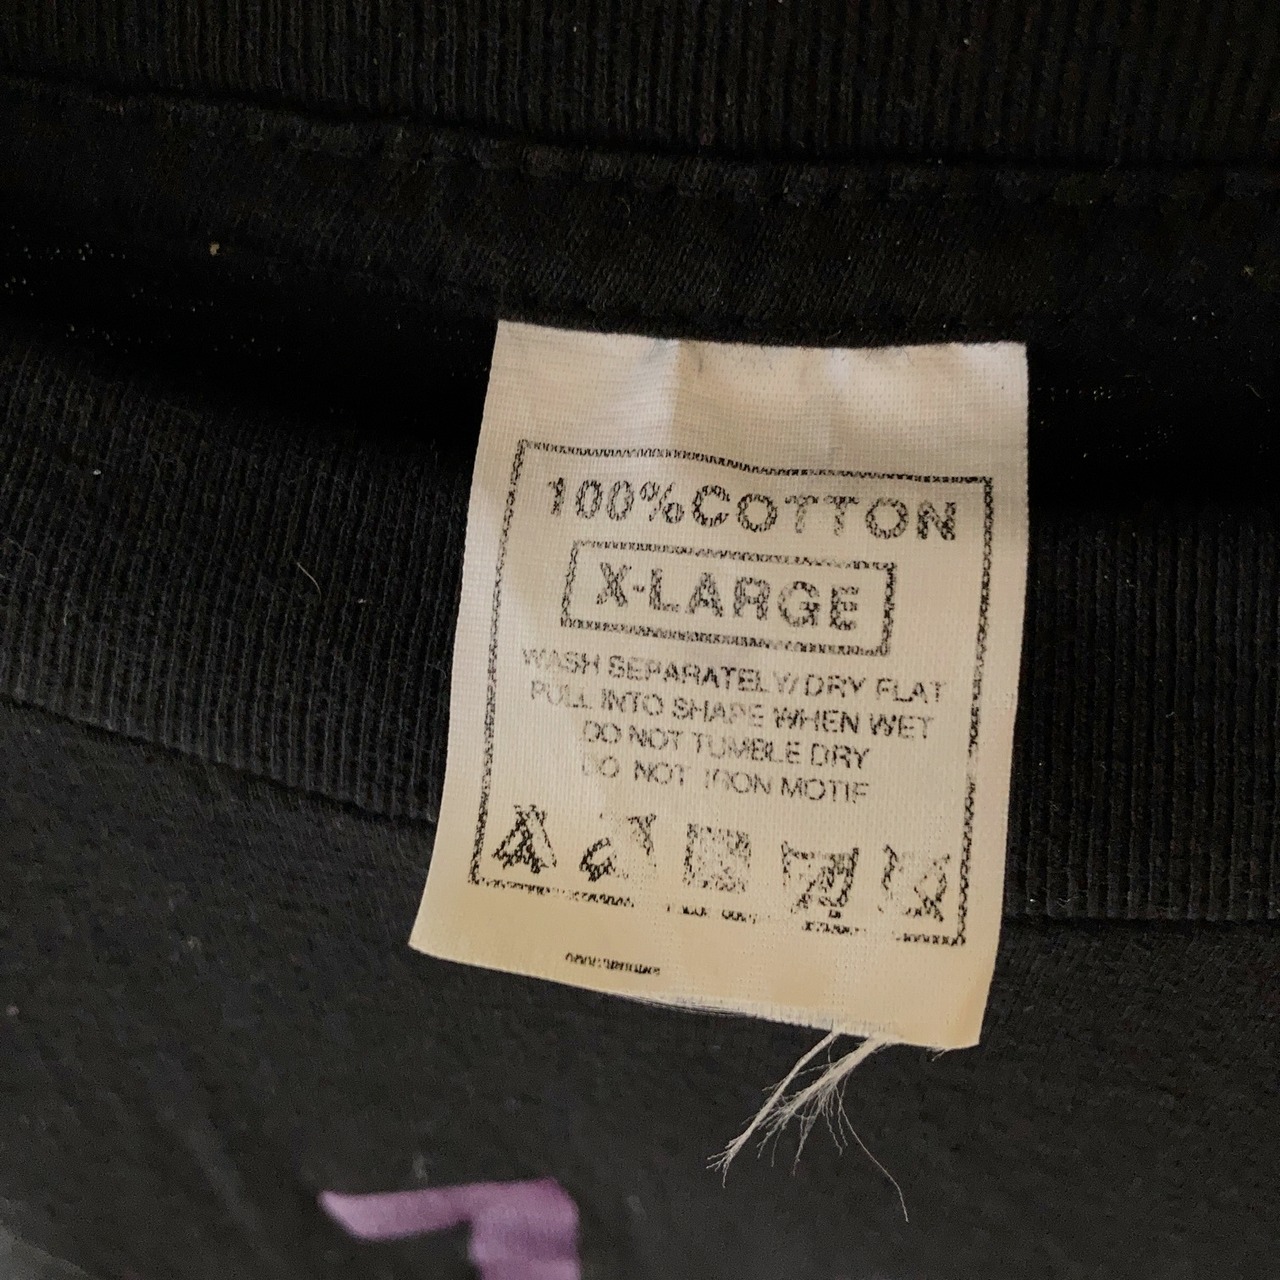 100% COTTON
X-LARGE
WASH SEPARATELY/DRY FLAT
PULL INTO SHAPE WHEN WET
DO NOT TUMBLE DRY
DO NOT IRON MOTIF